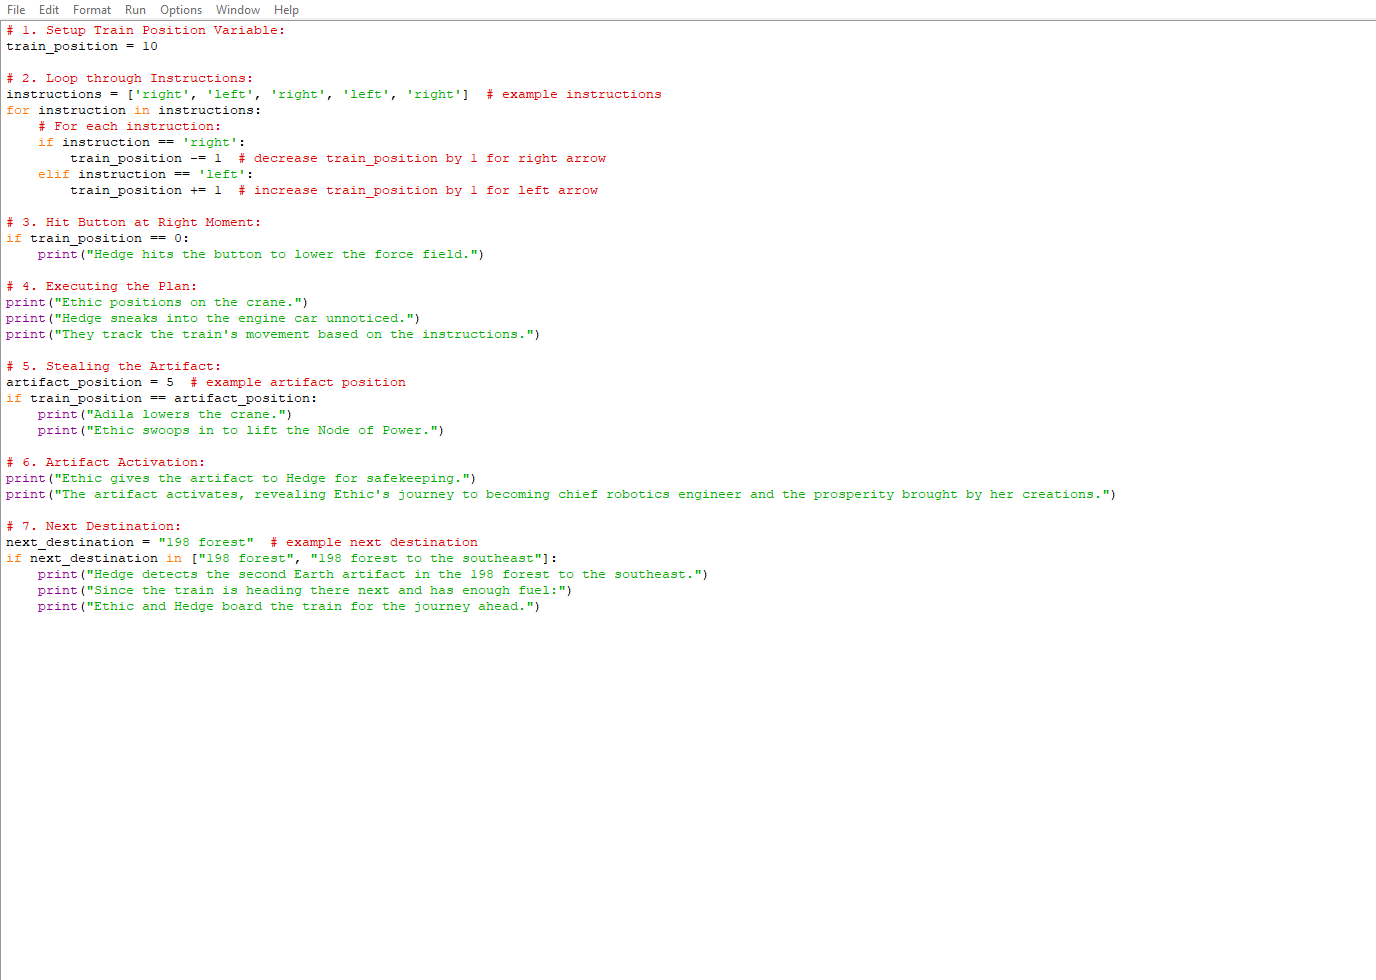 File Edit Format Run Options Window Help
# 1. Setup Train Position Variable:
train_position = 10
# 2. Loop through Instructions:
instructions = ['right', 'left', 'right', 'left', 'right']  # example instructions
for instruction in instructions:
    # For each instruction:
    if instruction == 'right':
        train_position -= 1  # decrease train_position by 1 for right arrow
    elif instruction == 'left':
        train_position += 1  # increase train_position by 1 for left arrow
# 3. Hit Button at Right Moment:
if train_position == 0:
    print("Hedge hits the button to lower the force field.")
# 4. Executing the Plan:
print("Ethic positions on the crane.")
print("Hedge sneaks into the engine car unnoticed.")
print("They track the train's movement based on the instructions.")
# 5. Stealing the Artifact:
artifact_position = 5  # example artifact position
if train_position == artifact_position:
    print("Adila lowers the crane.")
    print("Ethic swoops in to lift the Node of Power.")
# 6. Artifact Activation:
print("Ethic gives the artifact to Hedge for safekeeping.")
print("The artifact activates, revealing Ethic's journey to becoming chief robotics engineer and the prosperity brought by her creations.")
# 7. Next Destination:
next_destination = "198 forest"  # example next destination
if next_destination in ["198 forest", "198 forest to the southeast"]:
    print("Hedge detects the second Earth artifact in the 198 forest to the southeast.")
    print("Since the train is heading there next and has enough fuel:")
    print("Ethic and Hedge board the train for the journey ahead.")